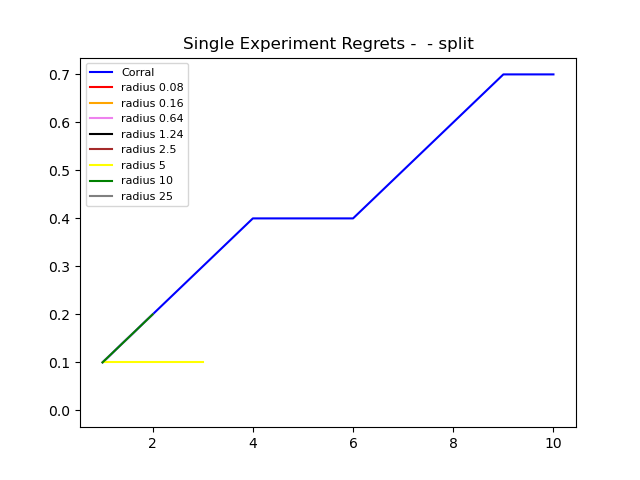 Single Experiment Regrets -  - split
0.7
0.6
0.5
0.4
0.3
0.2
0.1
0.0
Corral
radius 0.08
radius 0.16
radius 0.64
radius 1.24
radius 2.5
radius 5
radius 10
radius 25
2 4 6 8 10